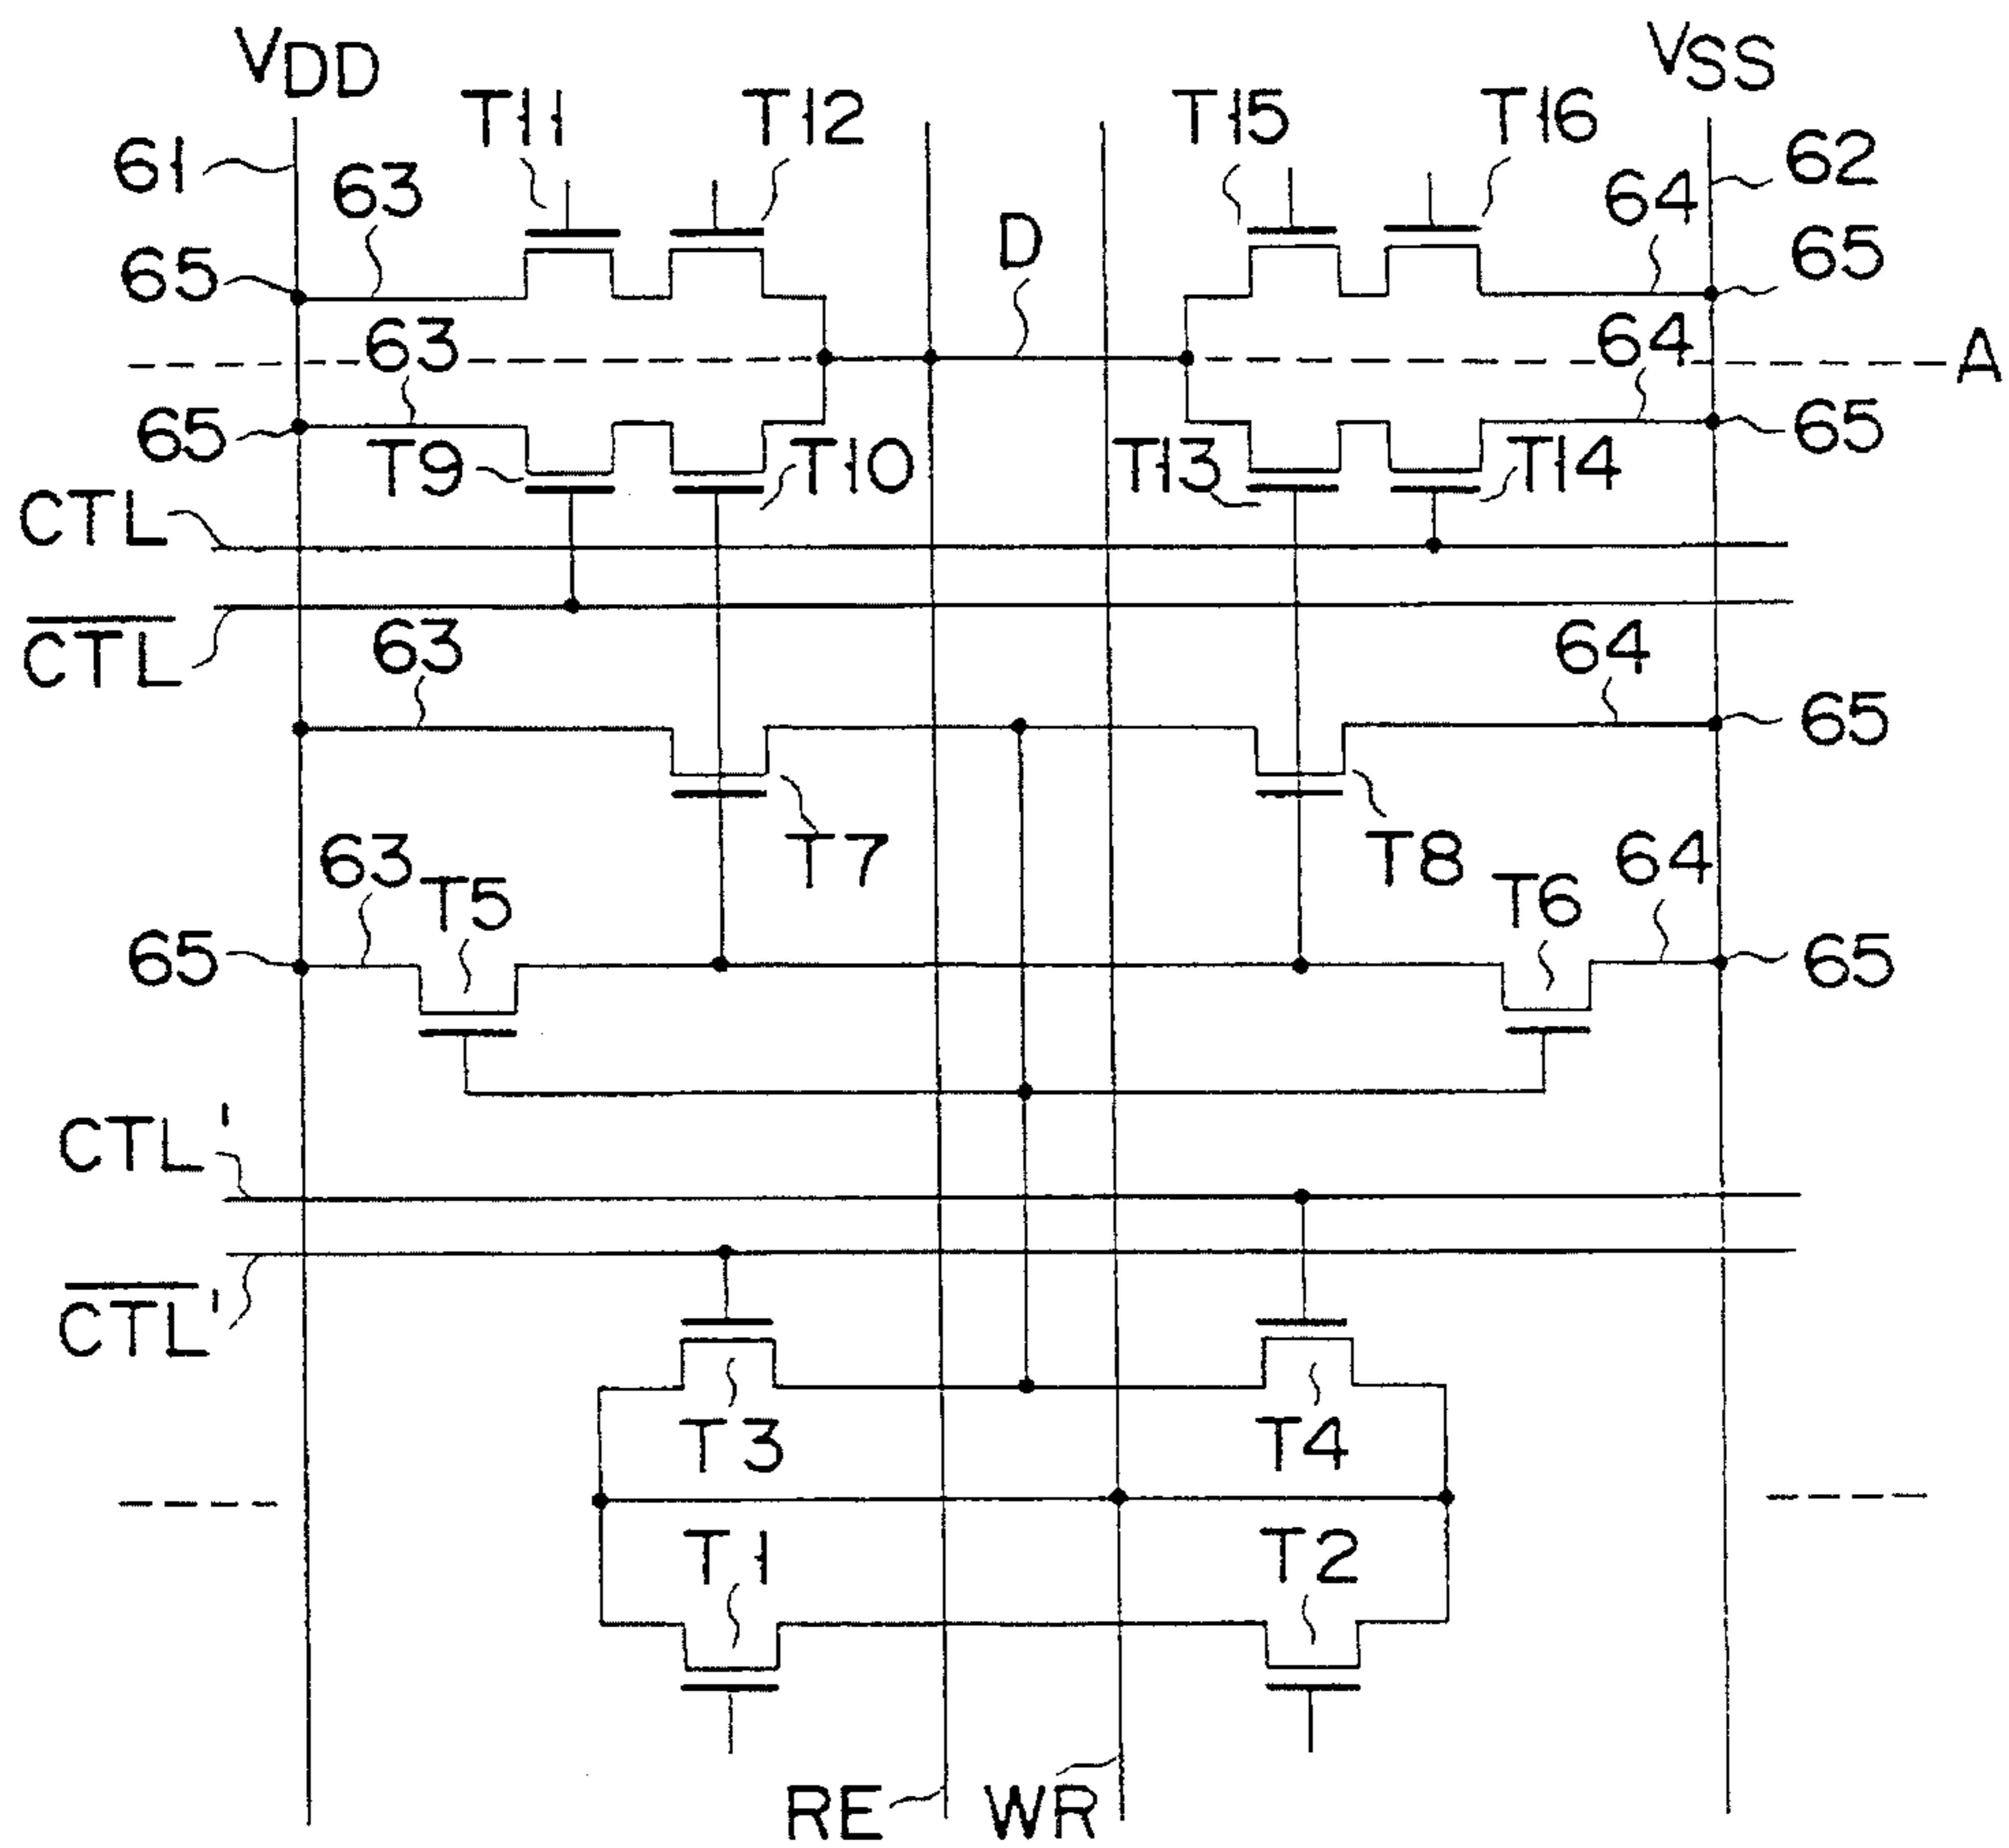 VDD VSS
T11 T12 T15 T16
61 63 D 64 62
65 65
63 64 A
65 T9 T10 T13 T14 65
CTL
C̅T̅L̅
63 64
65
T7 T8
63 T5 T6 64
65 65
CTL'
C̅T̅L̅'
T3 T4
T1 T2
RE WR